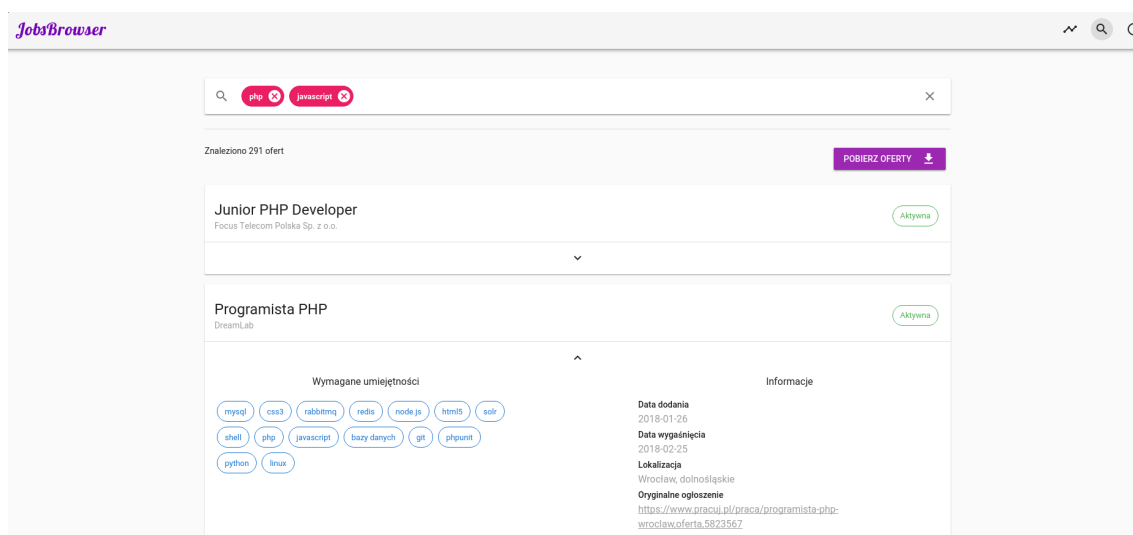 JobsBrowser
php javascript
Znaleziono 291 ofert
POBIERZ OFERTY
Junior PHP Developer
Focus Telecom Polska Sp. z o.o.
Aktywna
Programista PHP
DreamLab
Aktywna
Wymagane umiejętności
mysql css3 rabbitmq redis node.js html5 solr
shell php javascript bazy danych git phpunit
python linux
Informacje
Data dodania
2018-01-26
Data wygaśnięcia
2018-02-25
Lokalizacja
Wrocław, dolnośląskie
Oryginalne ogłoszenie
https://www.pracuj.pl/praca/programista-php-
wroclaw,oferta,5823567